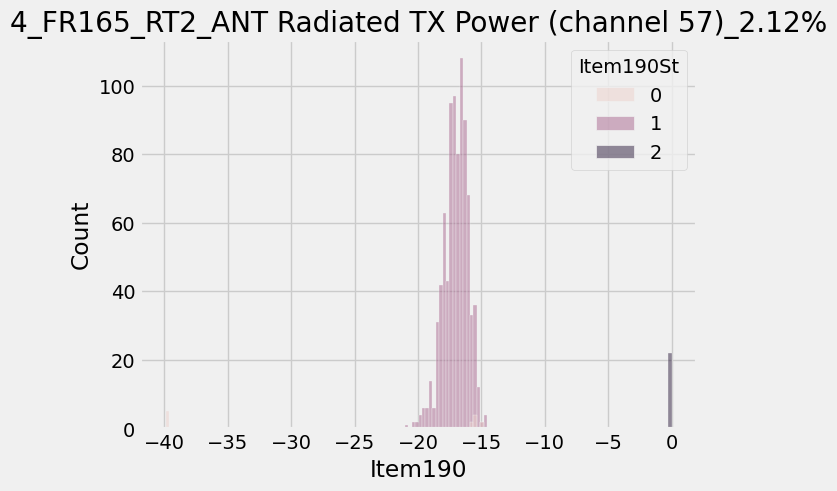 4_FR165_RT2_ANT Radiated TX Power (channel 57)_2.12%
Item190St
0
1
2
Count
100
80
60
40
20
0
−40 −35 −30 −25 −20 −15 −10 −5 0
Item190